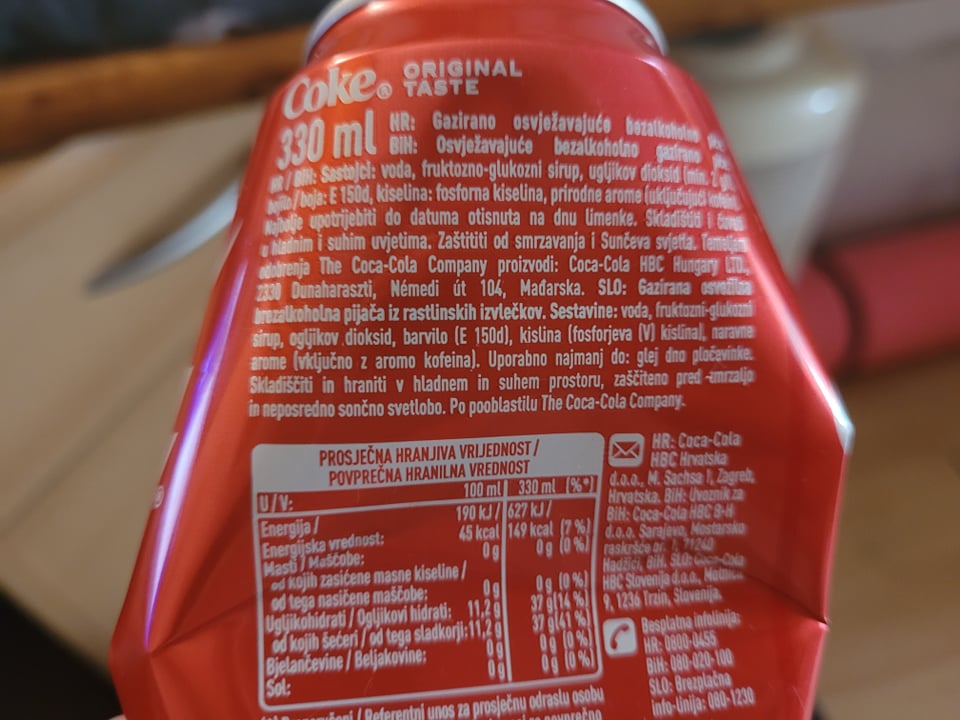 Coke® ORIGINAL TASTE
330 ml
HR: Gazirano osvježavajuće bezalkoholno
BIH: Osvježavajuće bezalkoholno gazirano
HR / BIH: Sastojci: voda, fruktozno-glukozni sirup, ugljikov dioksid (min.
boja: E 150d, kiselina: fosforna kiselina, prirodne arome (uključujući
Najbolje upotrijebiti do datuma otisnuta na dnu limenke. Skladištiti i
u hladnim i suhim uvjetima. Zaštititi od smrzavanja i Sunčeva svjetla. Temeljem
odobrenja The Coca-Cola Company proizvodi: Coca-Cola HBC Hungary LTD.,
2330 Dunaharaszti, Némedi út 104, Mađarska. SLO: Gazirana osvežilna
brezalkoholna pijača iz rastlinskih izvlečkov. Sestavine: voda, fruktozni-glukozni
sirup, ogljikov dioksid, barvilo (E 150d), kislina (fosforjeva (V) kislina), naravne
arome (vključno z aromo kofeina). Uporabno najmanj do: glej dno pločevinke.
Skladiščiti in hraniti v hladnem in suhem prostoru, zaščiteno pred zmrzaljo
in neposredno sončno svetlobo. Po pooblastilu The Coca-Cola Company.
PROSJEČNA HRANJIVA VRIJEDNOST /
POVPREČNA HRANILNA VREDNOST
U / V: 100 ml 330 ml (%*)
Energija / 190 kJ / 627 kJ /
Energijska vrednost: 45 kcal 149 kcal (7 %)
Masti / Maščobe: 0 g 0 g (0 %)
od kojih zasićene masne kiseline /
od tega nasičene maščobe: 0 g 0 g (0 %)
Ugljikohidrati / Ogljikovi hidrati: 11,2 g 37 g (14 %)
od kojih šećeri / od tega sladkorji: 11,2 g 37 g (41 %)
Bjelančevine / Beljakovine: 0 g 0 g (0 %)
Sol: 0 g 0 g (0 %)
/ Referentni unos za prosječnu odraslu osobu
HR: Coca-Cola
HBC Hrvatska
d.o.o., M. Sachsa 1, Zagreb,
Hrvatska. BiH: Uvoznik za
BiH: Coca-Cola HBC B-H
d.o.o. Sarajevo, Mostarsko
raskršće br. 1, 71240
Hadžići, BiH. SLO: Coca-Cola
HBC Slovenija d.o.o., Motnica
9, 1236 Trzin, Slovenija.
Besplatna infolinija:
HR: 0800-0455
BIH: 080-020-100
SLO: Brezplačna
info-linija: 080-1230